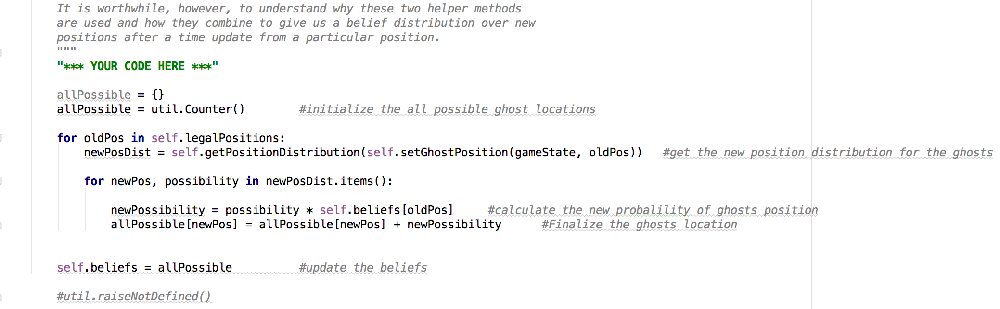 It is worthwhile, however, to understand why these two helper methods
are used and how they combine to give us a belief distribution over new
positions after a time update from a particular position.
"""
"*** YOUR CODE HERE ***"
allPossible = {}
allPossible = util.Counter()        #initialize the all possible ghost locations
for oldPos in self.legalPositions:
    newPosDist = self.getPositionDistribution(self.setGhostPosition(gameState, oldPos))   #get the new position distribution for the ghosts
    for newPos, possibility in newPosDist.items():
        newPossibility = possibility * self.beliefs[oldPos]     #calculate the new probalility of ghosts position
        allPossible[newPos] = allPossible[newPos] + newPossibility      #Finalize the ghosts location
self.beliefs = allPossible          #update the beliefs
#util.raiseNotDefined()